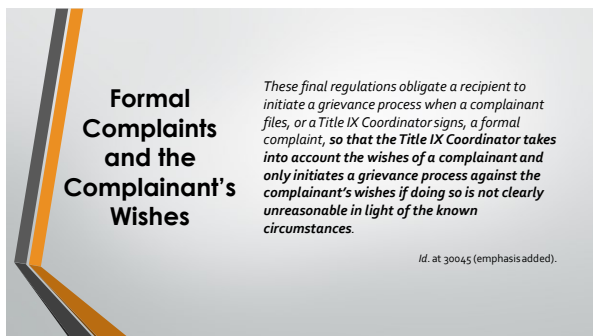 Formal
Complaints
and the
Complainant's
Wishes
These final regulations obligate a recipient to
initiate a grievance process when a complainant
files, or a Title IX Coordinator signs, a formal
complaint, so that the Title IX Coordinator takes
into account the wishes of a complainant and
only initiates a grievance process against the
complainant's wishes if doing so is not clearly
unreasonable in light of the known
circumstances.
Id. at 30045 (emphasis added).